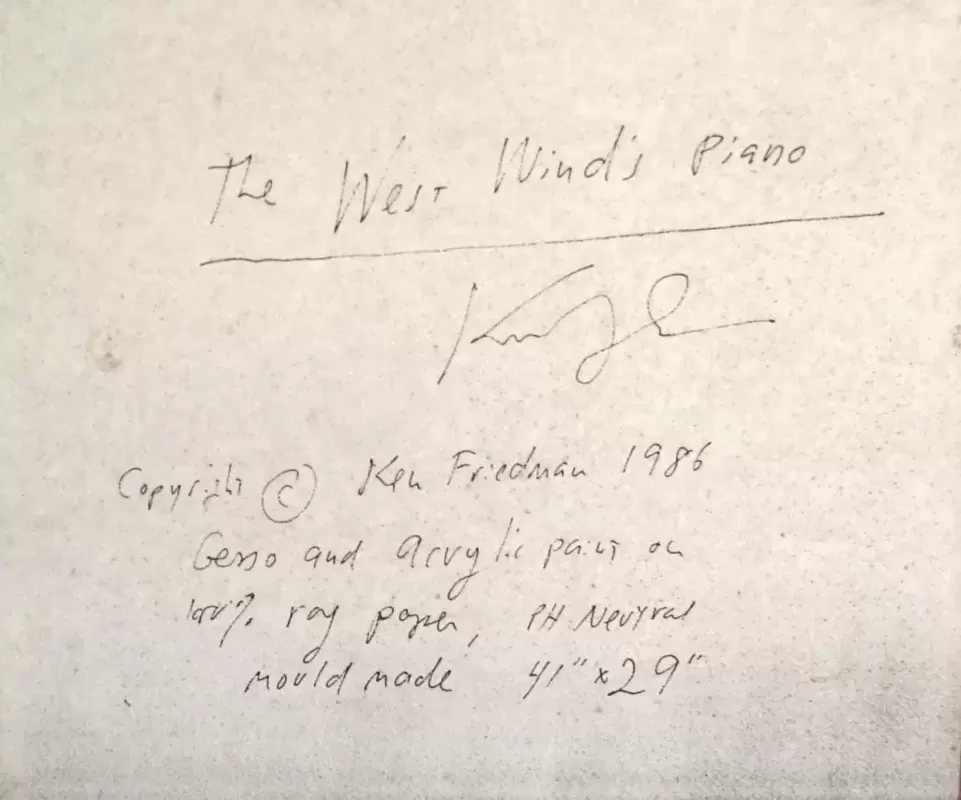 The West Wind's Piano
Copyright © Ken Friedman 1986
Gesso and acrylic paint on
100% rag paper, PH Neutral
mould made 41" x 29"